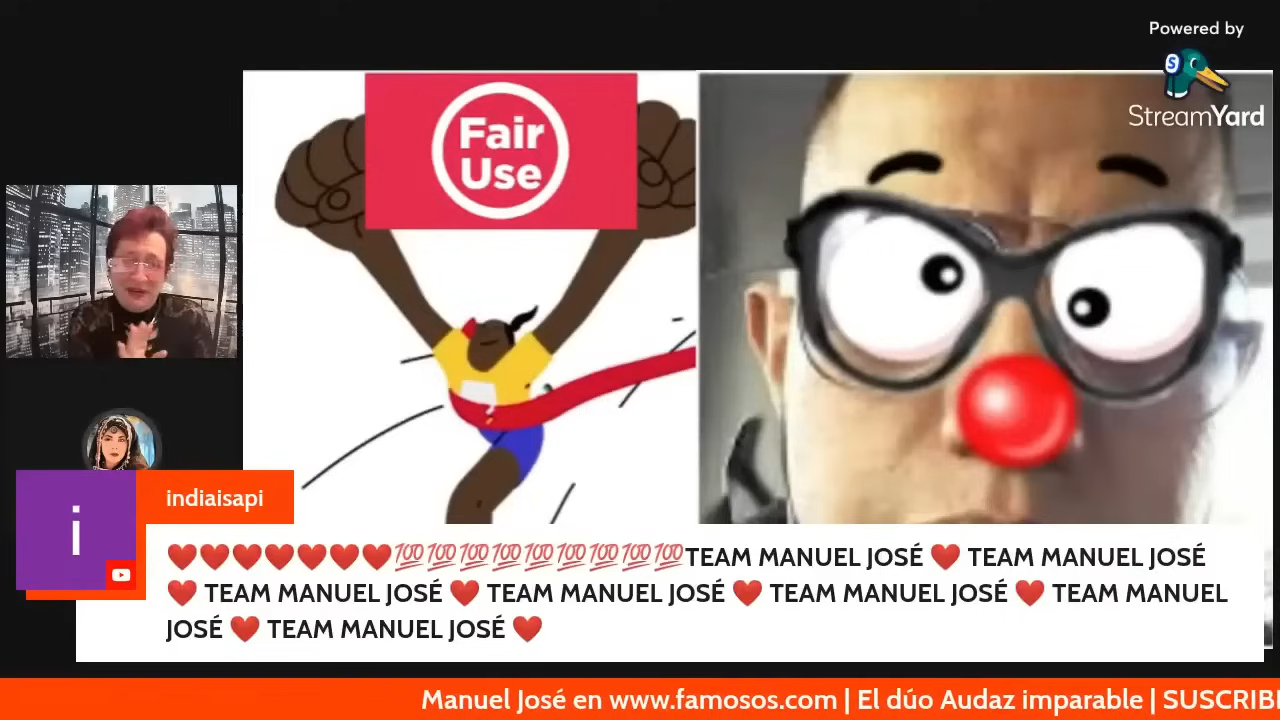 Powered by
StreamYard
Fair
Use
i
indiaisapi
❤️❤️❤️❤️❤️❤️❤️💯💯💯💯💯💯💯💯💯TEAM MANUEL JOSÉ ❤️ TEAM MANUEL JOSÉ
❤️ TEAM MANUEL JOSÉ ❤️ TEAM MANUEL JOSÉ ❤️ TEAM MANUEL JOSÉ ❤️ TEAM MANUEL
JOSÉ ❤️ TEAM MANUEL JOSÉ ❤️
Manuel José en www.famosos.com | El dúo Audaz imparable | SUSCRIB